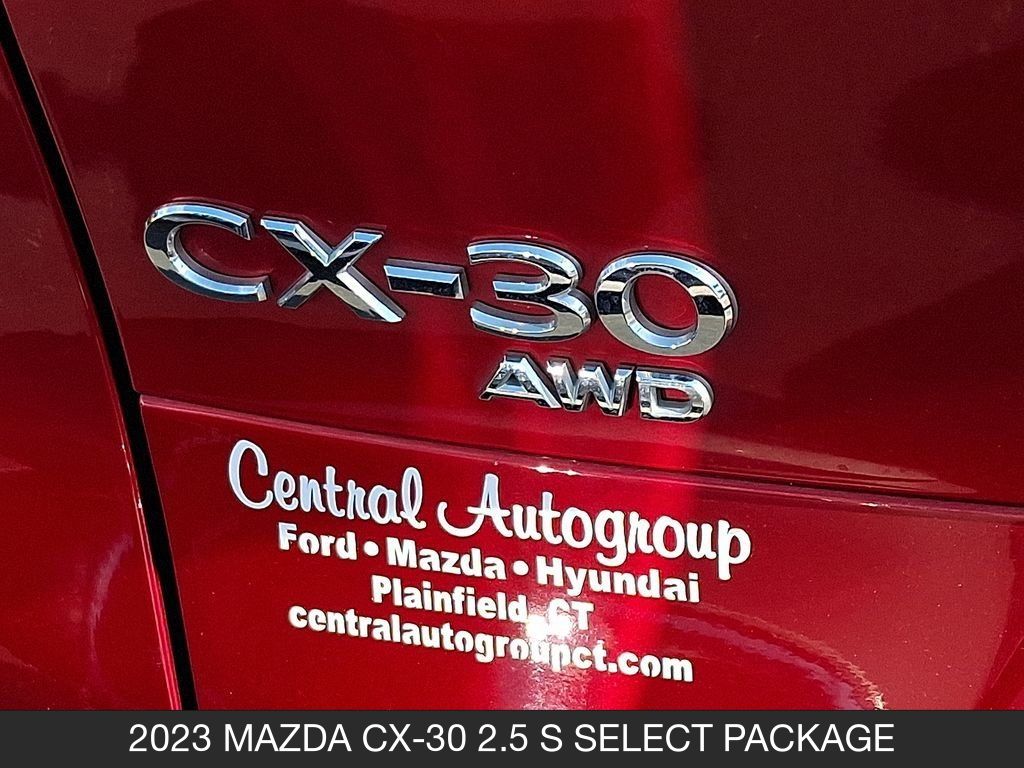 CX-30
AWD
Central Autogroup
Ford • Mazda • Hyundai
Plainfield, CT
centralautogroupct.com
2023 MAZDA CX-30 2.5 S SELECT PACKAGE